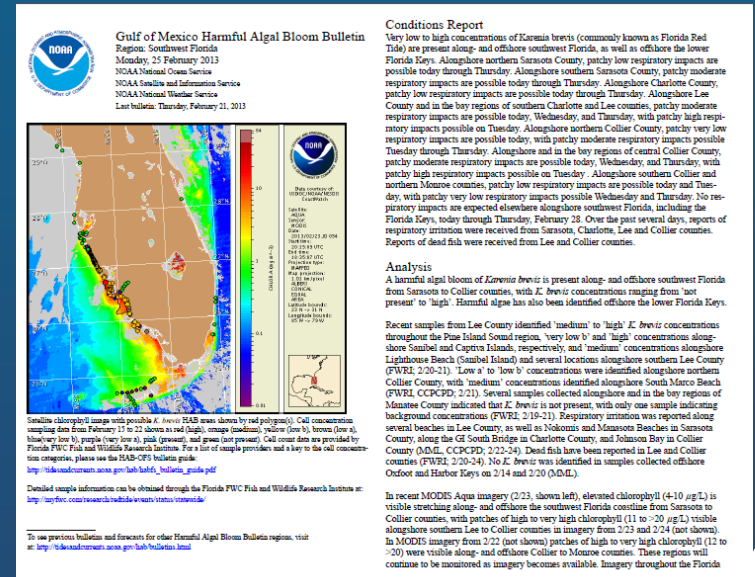 Gulf of Mexico Harmful Algal Bloom Bulletin
Region: Southwest Florida
Monday, 25 February 2013
NOAA National Ocean Service
NOAA Satellite and Information Service
NOAA National Weather Service
Last bulletin: Thursday, February 21, 2013
NOAA
Satellite chlorophyll image with possible K. brevis HAB areas shown by red polygon(s). Cell concentration
sampling data from February 15 to 22 shown as red (high), orange (medium), yellow (low b), brown (low a),
blue(very low b), purple (very low a), pink (present), and green (not present). Cell count data are provided by
Florida FWC Fish and Wildlife Research Institute. For a list of sample providers and a key to the cell concentra-
tion categories, please see the HAB-OFS bulletin guide:
http://tidesandcurrents.noaa.gov/hab/habfs_bulletin_guide.pdf
Detailed sample information can be obtained through the Florida FWC Fish and Wildlife Research Institute at:
http://myfwc.com/research/redtide/events/status/statewide/
To see previous bulletins and forecasts for other Harmful Algal Bloom Bulletin regions, visit
at: http://tidesandcurrents.noaa.gov/hab/bulletins.html
Conditions Report
Very low to high concentrations of Karenia brevis (commonly known as Florida Red
Tide) are present along- and offshore southwest Florida, as well as offshore the lower
Florida Keys. Alongshore northern Sarasota County, patchy low respiratory impacts are
possible today through Thursday. Alongshore southern Sarasota County, patchy moderate
respiratory impacts are possible today through Thursday. Alongshore Charlotte County,
patchy low respiratory impacts are possible today through Thursday. Alongshore Lee
County and in the bay regions of southern Charlotte and Lee counties, patchy moderate
respiratory impacts are possible today, Wednesday, and Thursday, with patchy high respi-
ratory impacts possible on Tuesday. Alongshore northern Collier County, patchy very low
respiratory impacts are possible today, with patchy moderate respiratory impacts possible
Tuesday through Thursday. Alongshore and in the bay regions of central Collier County,
patchy moderate respiratory impacts are possible today, Wednesday, and Thursday, with
patchy high respiratory impacts possible on Tuesday . Alongshore southern Collier and
northern Monroe counties, patchy low respiratory impacts are possible today and Tues-
day, with patchy very low respiratory impacts possible Wednesday and Thursday. No res-
piratory impacts are expected elsewhere alongshore southwest Florida, including the
Florida Keys, today through Thursday, February 28. Over the past several days, reports of
respiratory irritation were received from Sarasota, Charlotte, Lee and Collier counties.
Reports of dead fish were received from Lee and Collier counties.
Analysis
A harmful algal bloom of Karenia brevis is present along- and offshore southwest Florida
from Sarasota to Collier counties, with K. brevis concentrations ranging from 'not
present' to 'high'. Harmful algae has also been identified offshore the lower Florida Keys.
Recent samples from Lee County identified 'medium' to 'high' K. brevis concentrations
throughout the Pine Island Sound region, 'very low b' and 'high' concentrations along-
shore Sanibel and Captiva Islands, respectively, and 'medium' concentrations alongshore
Lighthouse Beach (Sanibel Island) and several locations alongshore southern Lee County
(FWRI; 2/20-21). 'Low a' to 'low b' concentrations were identified alongshore northern
Collier County, with 'medium' concentrations identified alongshore South Marco Beach
(FWRI, CCPCPD; 2/21). Several samples collected alongshore and in the bay regions of
Manatee County indicated that K. brevis is not present, with only one sample indicating
background concentrations (FWRI; 2/19-21). Respiratory irritation was reported along
several beaches in Lee County, as well as Nokomis and Manasota Beaches in Sarasota
County, along the GI South Bridge in Charlotte County, and Johnson Bay in Collier
County (MML, CCPCPD; 2/22-24). Dead fish have been reported in Lee and Collier
counties (FWRI; 2/20-24). No K. brevis was identified in samples collected offshore
Oxfoot and Harbor Keys on 2/14 and 2/20 (MML).
In recent MODIS Aqua imagery (2/23, shown left), elevated chlorophyll (4-10 µg/L) is
visible stretching along- and offshore the southwest Florida coastline from Sarasota to
Collier counties, with patches of high to very high chlorophyll (11 to >20 µg/L) visible
alongshore southern Lee to Collier counties in imagery from 2/23 and 2/24 (not shown).
In MODIS imagery from 2/22 (not shown) patches of high to very high chlorophyll (12 to
>20) were visible along- and offshore Collier to Monroe counties. These regions will
continue to be monitored as imagery becomes available. Imagery throughout the Florida